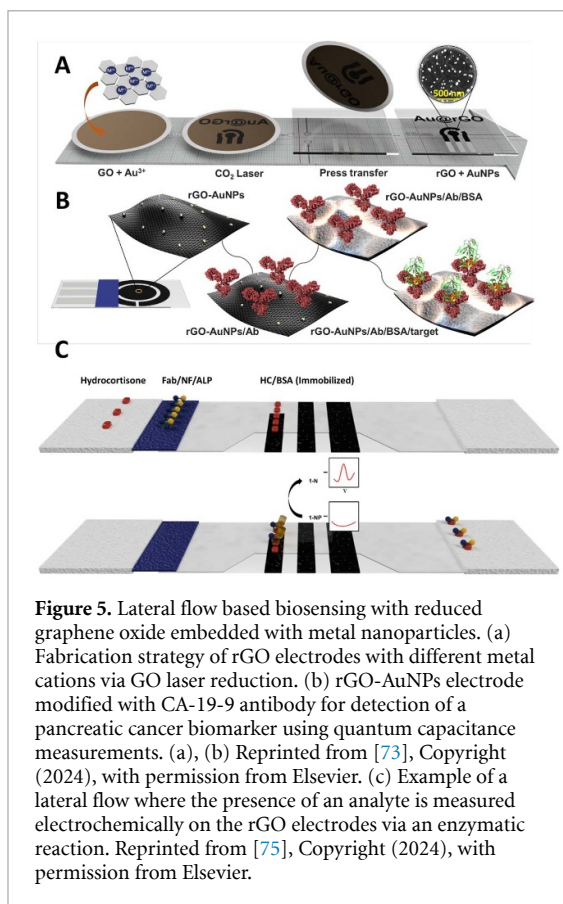 A
M⁺ M⁺ M⁺ M⁺ M⁺ M⁺
500 nm
Au@rGO
Au@rGO
Au@rGO
GO + Au³⁺
CO₂ Laser
Press transfer
rGO + AuNPs
B
rGO-AuNPs
rGO-AuNPs/Ab/BSA
rGO-AuNPs/Ab
rGO-AuNPs/Ab/BSA/target
C
Hydrocortisone
Fab/NF/ALP
HC/BSA (Immobilized)
1-N
V
1-NP
Figure 5. Lateral flow based biosensing with reduced
graphene oxide embedded with metal nanoparticles. (a)
Fabrication strategy of rGO electrodes with different metal
cations via GO laser reduction. (b) rGO-AuNPs electrode
modified with CA-19-9 antibody for detection of a
pancreatic cancer biomarker using quantum capacitance
measurements. (a), (b) Reprinted from [73], Copyright
(2024), with permission from Elsevier. (c) Example of a
lateral flow where the presence of an analyte is measured
electrochemically on the rGO electrodes via an enzymatic
reaction. Reprinted from [75], Copyright (2024), with
permission from Elsevier.